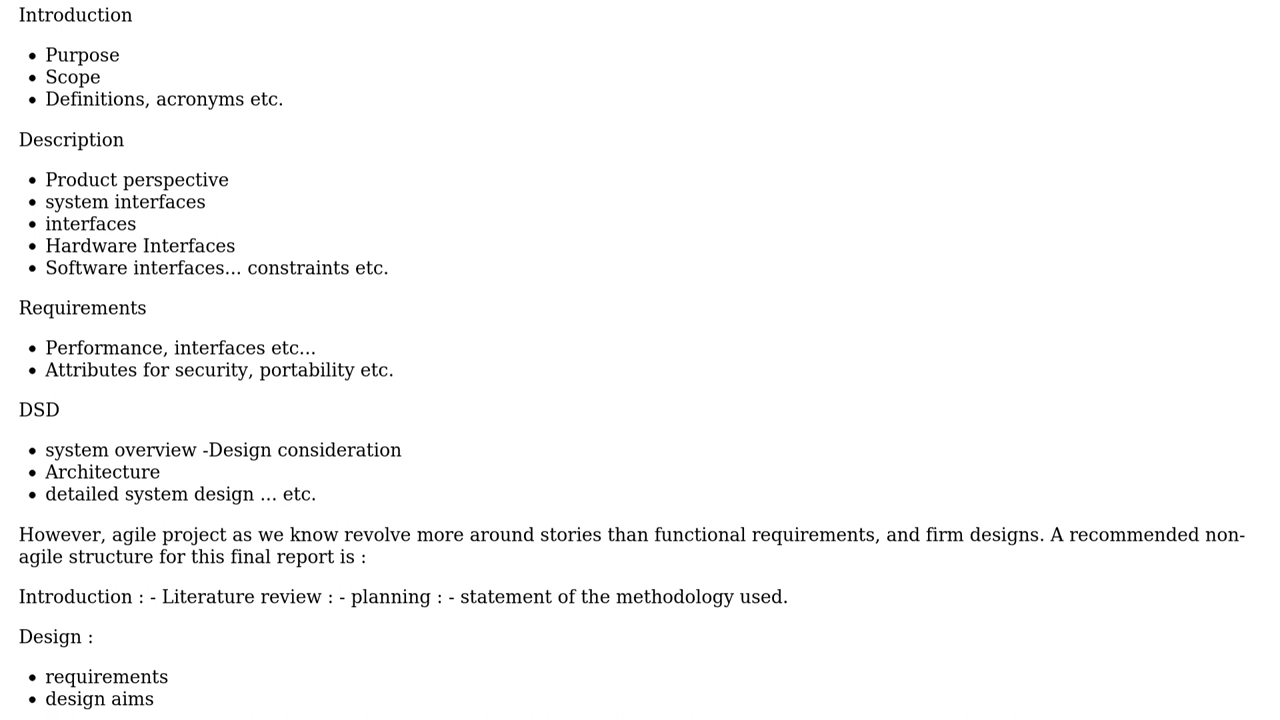 Introduction
• Purpose
• Scope
• Definitions, acronyms etc.
Description
• Product perspective
• system interfaces
• interfaces
• Hardware Interfaces
• Software interfaces... constraints etc.
Requirements
• Performance, interfaces etc...
• Attributes for security, portability etc.
DSD
• system overview -Design consideration
• Architecture
• detailed system design ... etc.
However, agile project as we know revolve more around stories than functional requirements, and firm designs. A recommended non-
agile structure for this final report is :
Introduction : - Literature review : - planning : - statement of the methodology used.
Design :
• requirements
• design aims